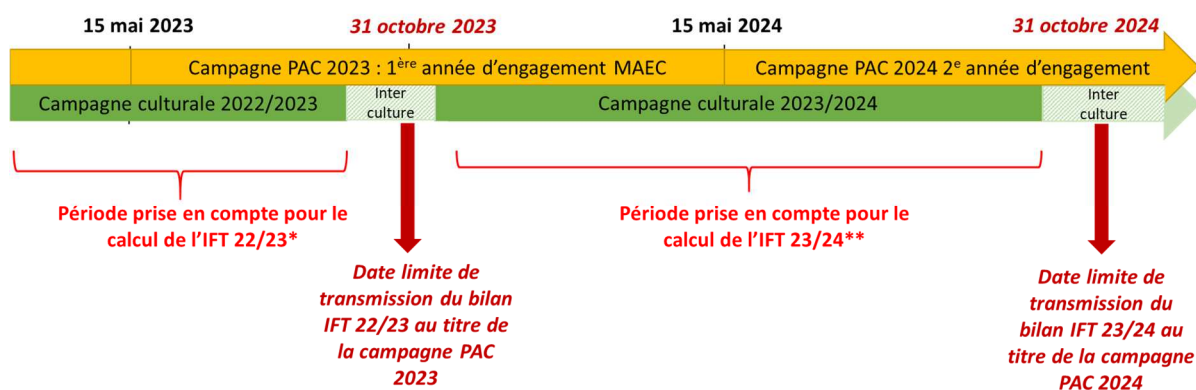 15 mai 2023
31 octobre 2023
15 mai 2024
31 octobre 2024
Campagne PAC 2023 : 1ère année d’engagement MAEC
Campagne PAC 2024 2e année d’engagement
Campagne culturale 2022/2023
Inter
culture
Campagne culturale 2023/2024
Inter
culture
Période prise en compte pour le
calcul de l’IFT 22/23*
Période prise en compte pour le
calcul de l’IFT 23/24**
Date limite de
transmission du bilan
IFT 22/23 au titre de
la campagne PAC
2023
Date limite de
transmission du
bilan IFT 23/24 au
titre de la campagne
PAC 2024